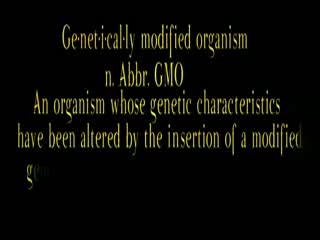 Ge·net·i·cal·ly modified organism
n. Abbr. GMO
An organism whose genetic characteristics
have been altered by the insertion of a modified